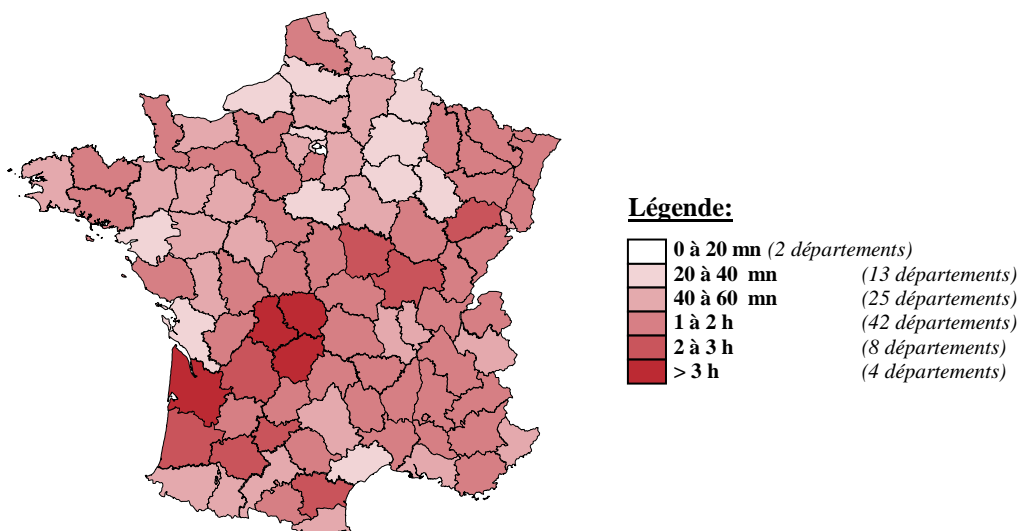 Légende:
0 à 20 mn (2 départements)
20 à 40 mn (13 départements)
40 à 60 mn (25 départements)
1 à 2 h (42 départements)
2 à 3 h (8 départements)
> 3 h (4 départements)